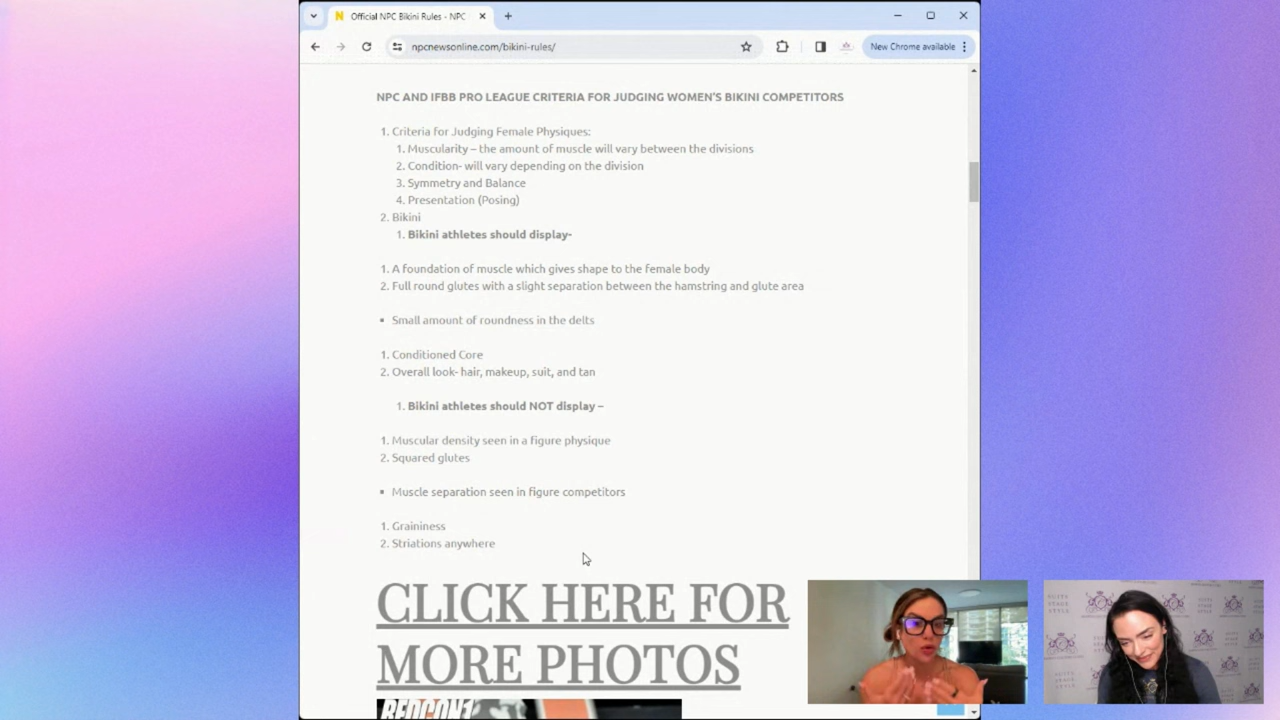 Official NPC Bikini Rules - NPC
npcnewsonline.com/bikini-rules/
New Chrome available
NPC AND IFBB PRO LEAGUE CRITERIA FOR JUDGING WOMEN'S BIKINI COMPETITORS
1. Criteria for Judging Female Physiques:
1. Muscularity – the amount of muscle will vary between the divisions
2. Condition- will vary depending on the division
3. Symmetry and Balance
4. Presentation (Posing)
2. Bikini
1. Bikini athletes should display-
1. A foundation of muscle which gives shape to the female body
2. Full round glutes with a slight separation between the hamstring and glute area
▪ Small amount of roundness in the delts
1. Conditioned Core
2. Overall look- hair, makeup, suit, and tan
1. Bikini athletes should NOT display –
1. Muscular density seen in a figure physique
2. Squared glutes
▪ Muscle separation seen in figure competitors
1. Graininess
2. Striations anywhere
CLICK HERE FOR
MORE PHOTOS
REDCON1
STAGE
STYLE